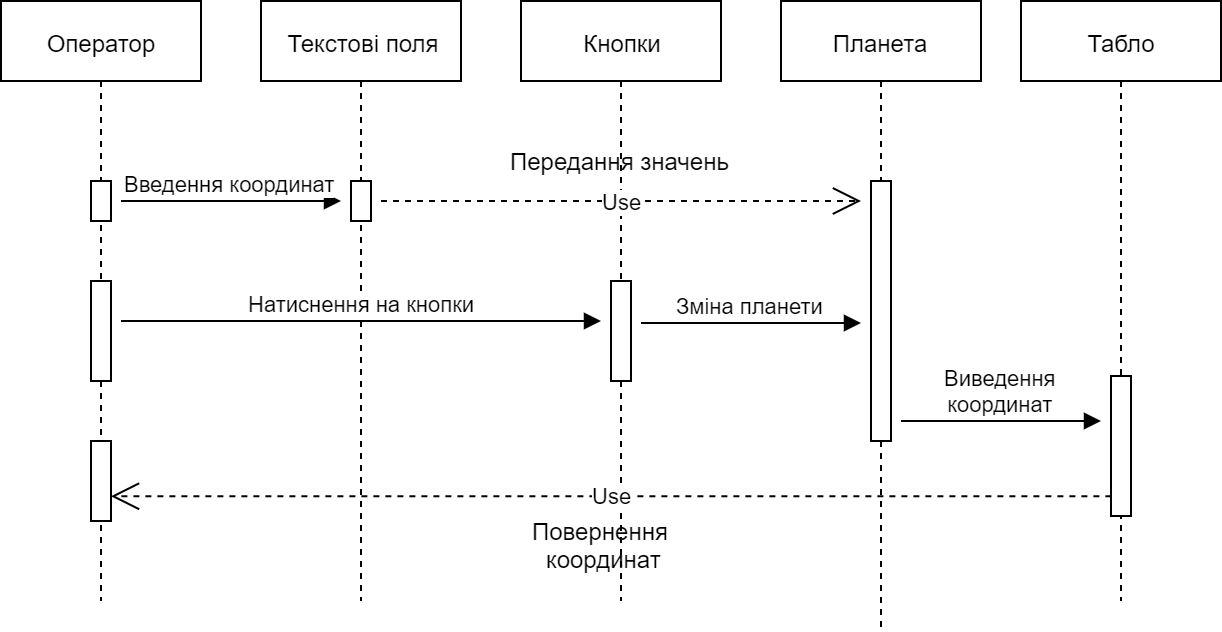 Оператор
Текстові поля
Кнопки
Планета
Табло
Передання значень
Введення координат
Use
Натиснення на кнопки
Зміна планети
Виведення
координат
Use
Повернення
координат